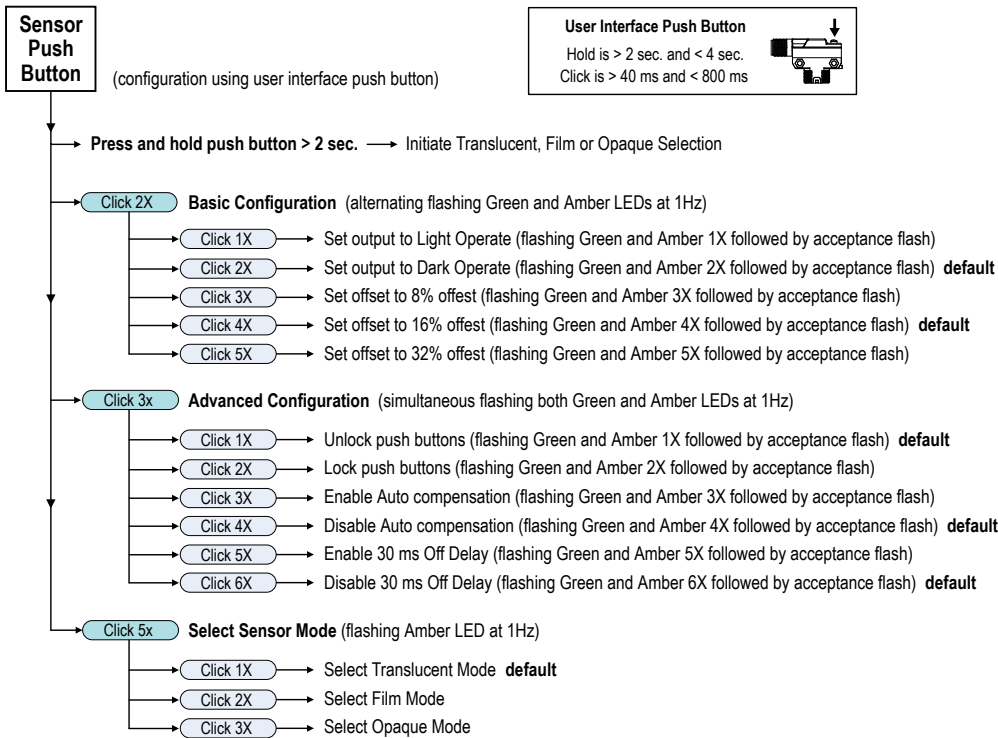 Sensor
Push
Button
(configuration using user interface push button)
User Interface Push Button
Hold is > 2 sec. and < 4 sec.
Click is > 40 ms and < 800 ms
Press and hold push button > 2 sec. Initiate Translucent, Film or Opaque Selection
Click 2X Basic Configuration (alternating flashing Green and Amber LEDs at 1Hz)
Click 1X Set output to Light Operate (flashing Green and Amber 1X followed by acceptance flash)
Click 2X Set output to Dark Operate (flashing Green and Amber 2X followed by acceptance flash) default
Click 3X Set offset to 8% offest (flashing Green and Amber 3X followed by acceptance flash)
Click 4X Set offset to 16% offest (flashing Green and Amber 4X followed by acceptance flash) default
Click 5X Set offset to 32% offest (flashing Green and Amber 5X followed by acceptance flash)
Click 3x Advanced Configuration (simultaneous flashing both Green and Amber LEDs at 1Hz)
Click 1X Unlock push buttons (flashing Green and Amber 1X followed by acceptance flash) default
Click 2X Lock push buttons (flashing Green and Amber 2X followed by acceptance flash)
Click 3X Enable Auto compensation (flashing Green and Amber 3X followed by acceptance flash)
Click 4X Disable Auto compensation (flashing Green and Amber 4X followed by acceptance flash) default
Click 5X Enable 30 ms Off Delay (flashing Green and Amber 5X followed by acceptance flash)
Click 6X Disable 30 ms Off Delay (flashing Green and Amber 6X followed by acceptance flash) default
Click 5x Select Sensor Mode (flashing Amber LED at 1Hz)
Click 1X Select Translucent Mode default
Click 2X Select Film Mode
Click 3X Select Opaque Mode